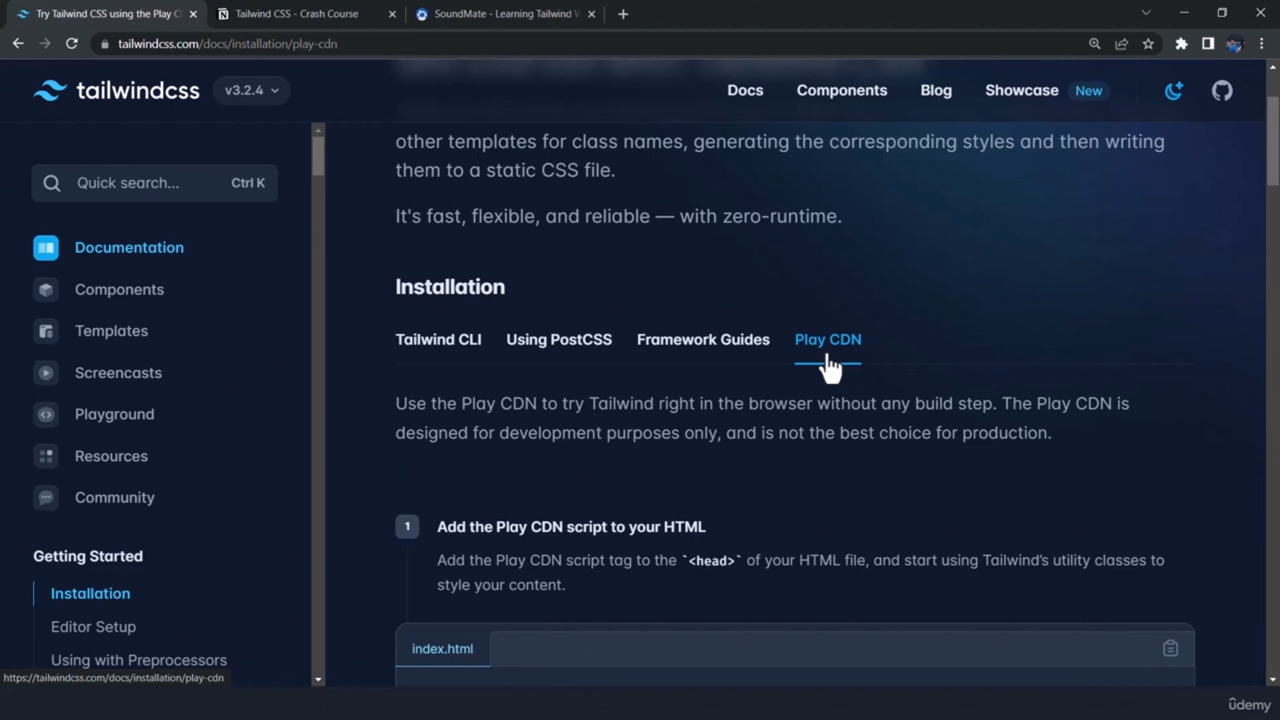 Try Tailwind CSS using the Play C
Tailwind CSS - Crash Course
SoundMate - Learning Tailwind W
tailwindcss.com/docs/installation/play-cdn
tailwindcss
v3.2.4
Docs
Components
Blog
Showcase
New
Quick search...
Ctrl K
Documentation
Components
Templates
Screencasts
Playground
Resources
Community
Getting Started
Installation
Editor Setup
Using with Preprocessors
other templates for class names, generating the corresponding styles and then writing
them to a static CSS file.
It's fast, flexible, and reliable — with zero-runtime.
Installation
Tailwind CLI
Using PostCSS
Framework Guides
Play CDN
Use the Play CDN to try Tailwind right in the browser without any build step. The Play CDN is
designed for development purposes only, and is not the best choice for production.
1
Add the Play CDN script to your HTML
Add the Play CDN script tag to the `<head>` of your HTML file, and start using Tailwind's utility classes to
style your content.
index.html
https://tailwindcss.com/docs/installation/play-cdn
ûdemy